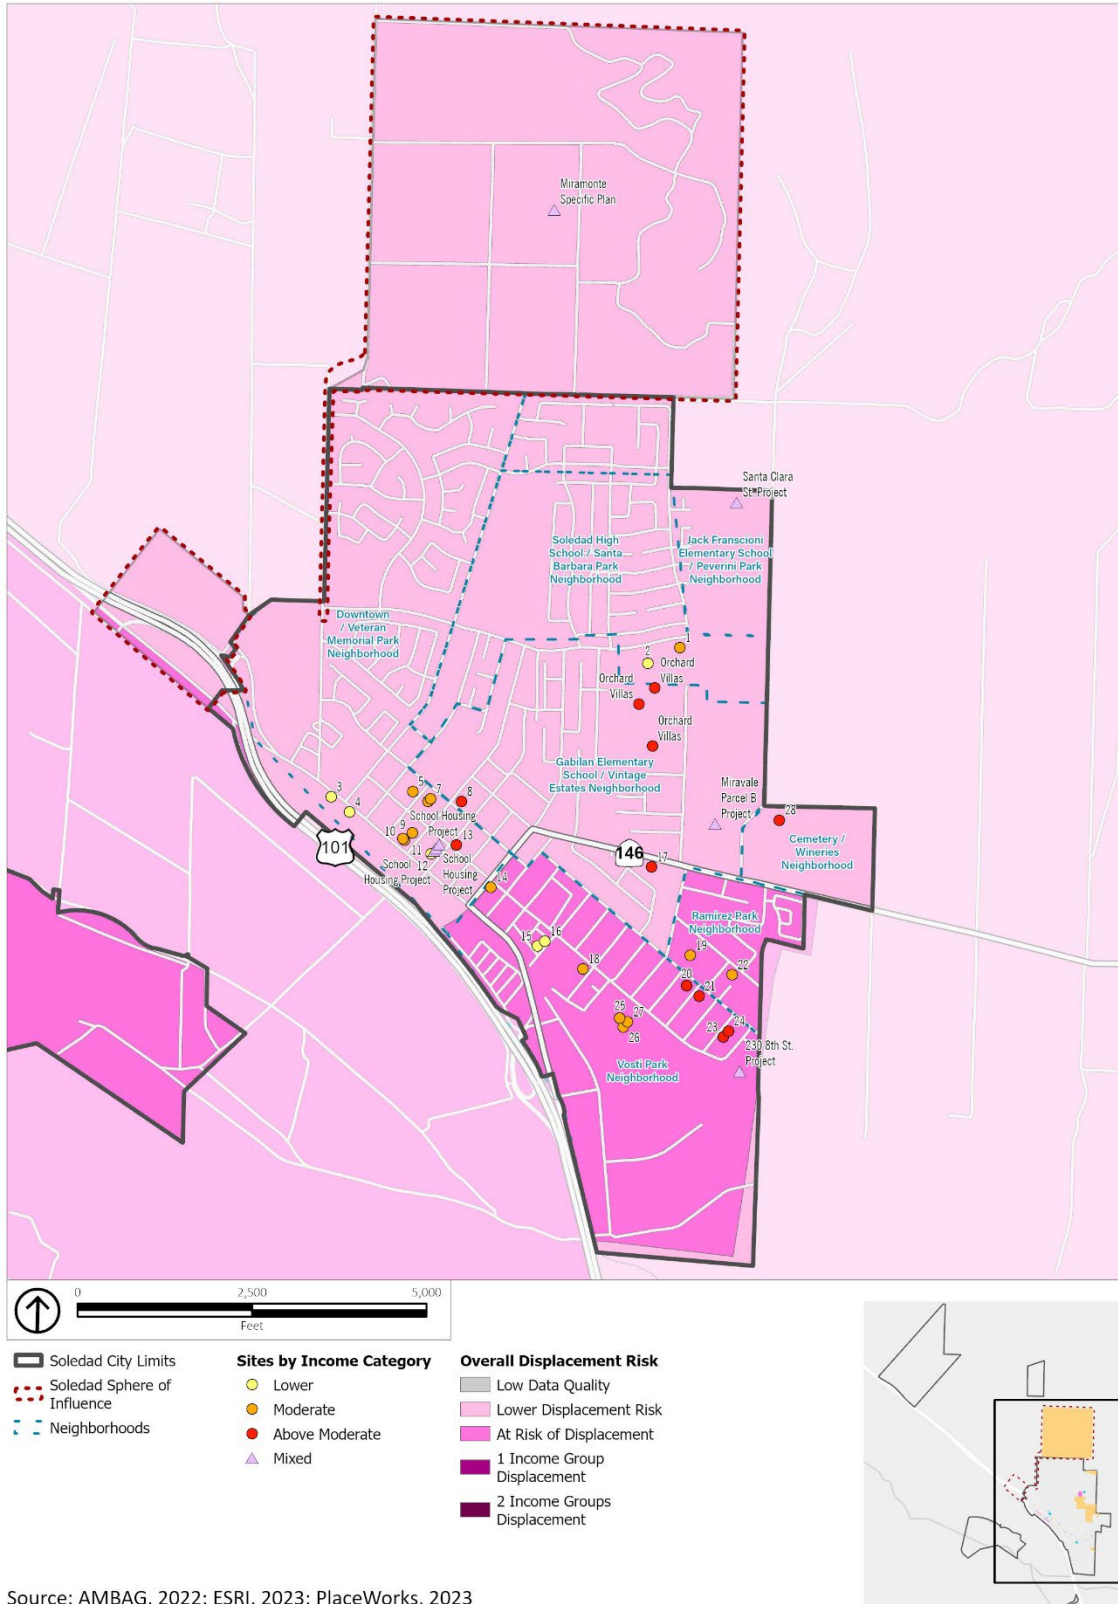 Miramonte
Specific Plan
Santa Clara
St. Project
Soledad High
School / Santa
Barbara Park
Neighborhood
Jack Franscioni
Elementary School
/ Peverini Park
Neighborhood
Downtown
/ Veteran
Memorial Park
Neighborhood
1
2
Orchard
Villas
Orchard
Villas
Orchard
Villas
Gabilan Elementary
School / Vintage
Estates Neighborhood
Miravale
Parcel B
Project
28
Cemetery /
Wineries
Neighborhood
3
4
5
7
8
School Housing
Project
9
10
11
12
13
School
Housing Project
School
Housing
Project
101
146
14
17
Ramirez Park
Neighborhood
15
16
18
19
20
21
22
23
24
25
27
26
230 8th St.
Project
Vosti Park
Neighborhood
0
2,500
5,000
Feet
Soledad City Limits
Soledad Sphere of
Influence
Neighborhoods
Sites by Income Category
Lower
Moderate
Above Moderate
Mixed
Overall Displacement Risk
Low Data Quality
Lower Displacement Risk
At Risk of Displacement
1 Income Group
Displacement
2 Income Groups
Displacement
Source: AMBAG, 2022; ESRI, 2023; PlaceWorks, 2023